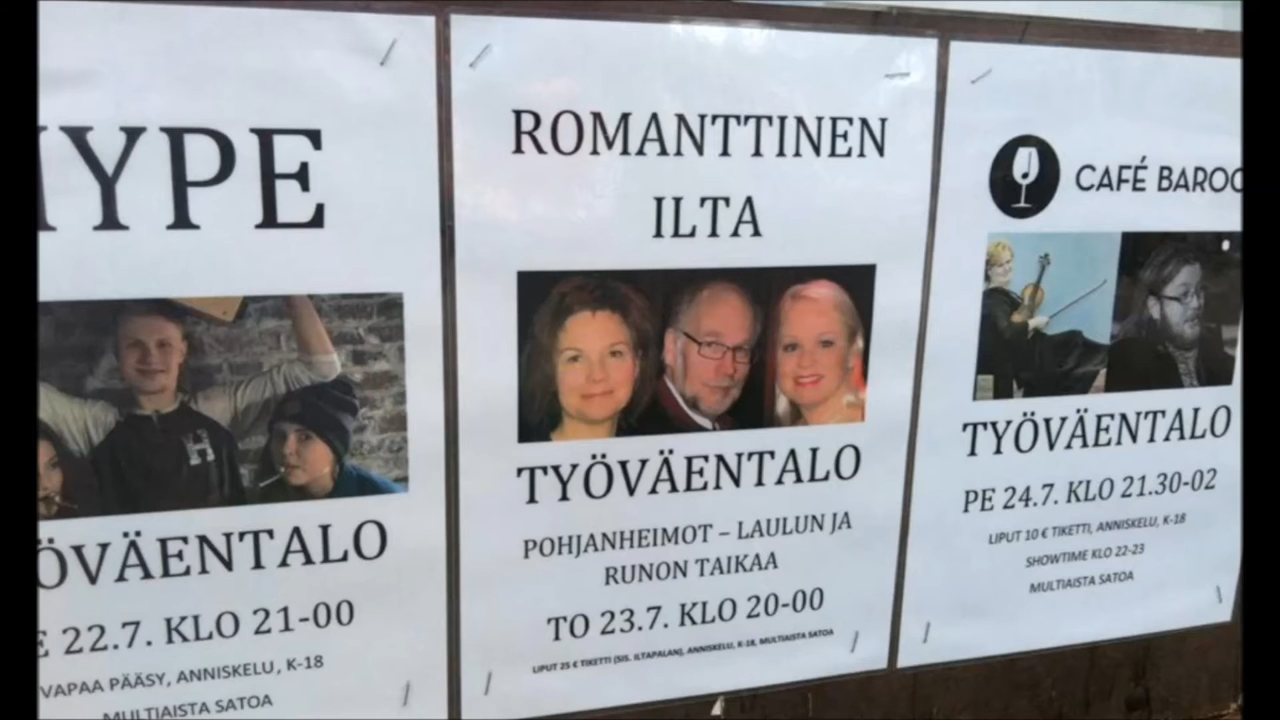 YPE
ÖVÄENTALO
E 22.7. KLO 21-00
VAPAA PÄÄSY, ANNISKELU, K-18
MULTIAISTA SATOA
ROMANTTINEN
ILTA
TYÖVÄENTALO
POHJANHEIMOT – LAULUN JA
RUNON TAIKAA
TO 23.7. KLO 20-00
LIPUT 25 € TIKETTI (SIS. ILTAPALAN), ANNISKELU, K-18, MULTIAISTA SATOA
CAFÉ BAROC
TYÖVÄENTALO
PE 24.7. KLO 21.30-02
LIPUT 10 € TIKETTI, ANNISKELU, K-18
SHOWTIME KLO 22-23
MULTIAISTA SATOA
H